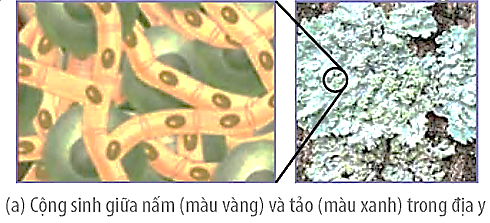 (a) Cộng sinh giữa nấm (màu vàng) và tảo (màu xanh) trong địa y